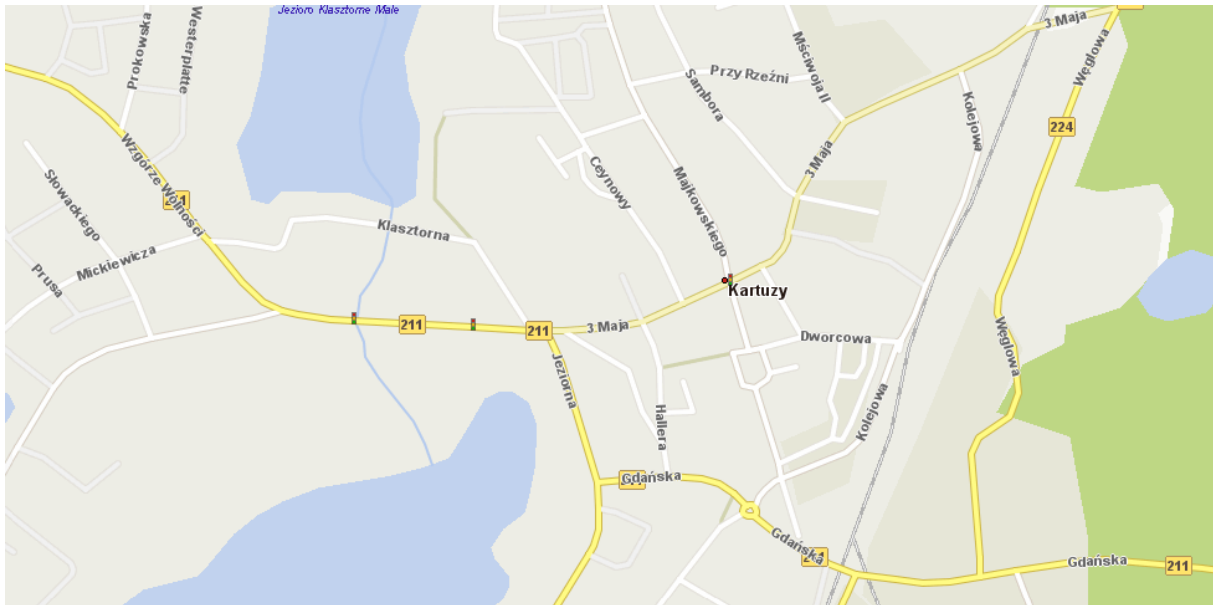 Jezioro Klasztorne Małe
3 Maja
Westerplatte
Prokowska
Mściwoja II
Węglowa
Przy Rzeźni
Sambora
Kolejowa
224
Wzgórze Wolności
3 Maja
Ceynowy
Majkowskiego
Słowackiego
Klasztorna
Mickiewicza
Prusa
Kartuzy
211
211
3 Maja
Dworcowa
Węglowa
Jeziorna
Hallera
Kolejowa
Gdańska
Gdańska
Gdańska
211